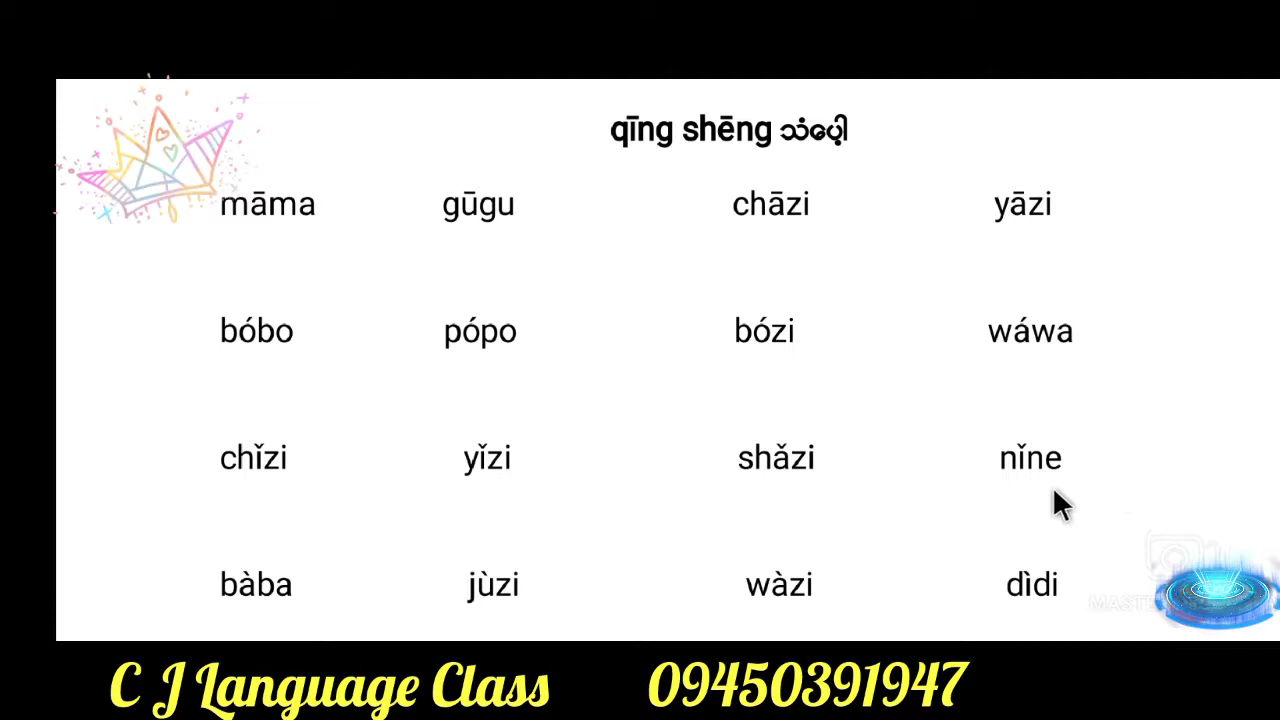 qīng shēng သံပေါ့
māma gūgu chāzi yāzi
bóbo pópo bózi wáwa
chǐzi yǐzi shǎzi nǐne
bàba jùzi wàzi dìdi
C J Language Class 09450391947